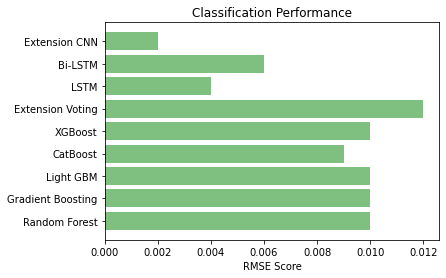 Classification Performance
Extension CNN
Bi-LSTM
LSTM
Extension Voting
XGBoost
CatBoost
Light GBM
Gradient Boosting
Random Forest
0.000 0.002 0.004 0.006 0.008 0.010 0.012
RMSE Score